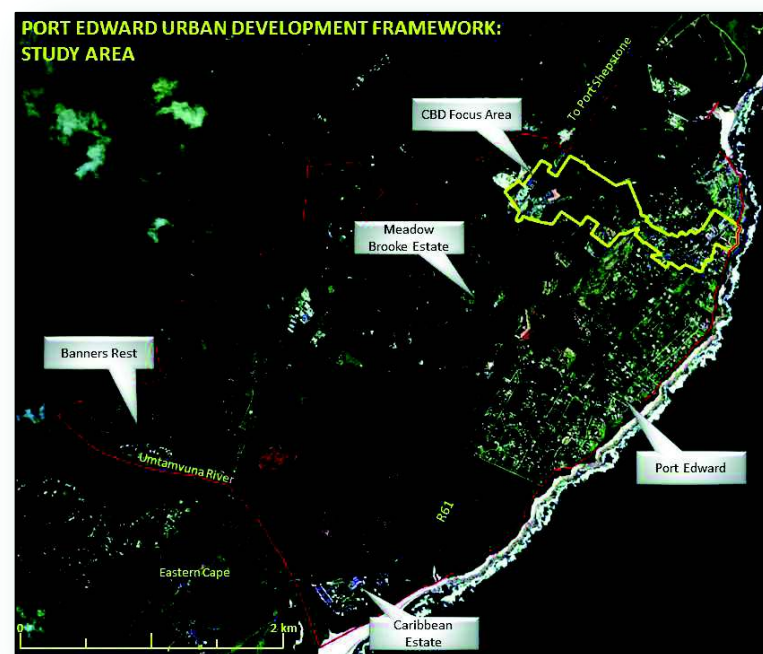 PORT EDWARD URBAN DEVELOPMENT FRAMEWORK:
STUDY AREA
To Port Shepstone
CBD Focus Area
Meadow
Brooke Estate
Banners Rest
Umtamvuna River
Port Edward
R61
Eastern Cape
Caribbean
Estate
0
2 km